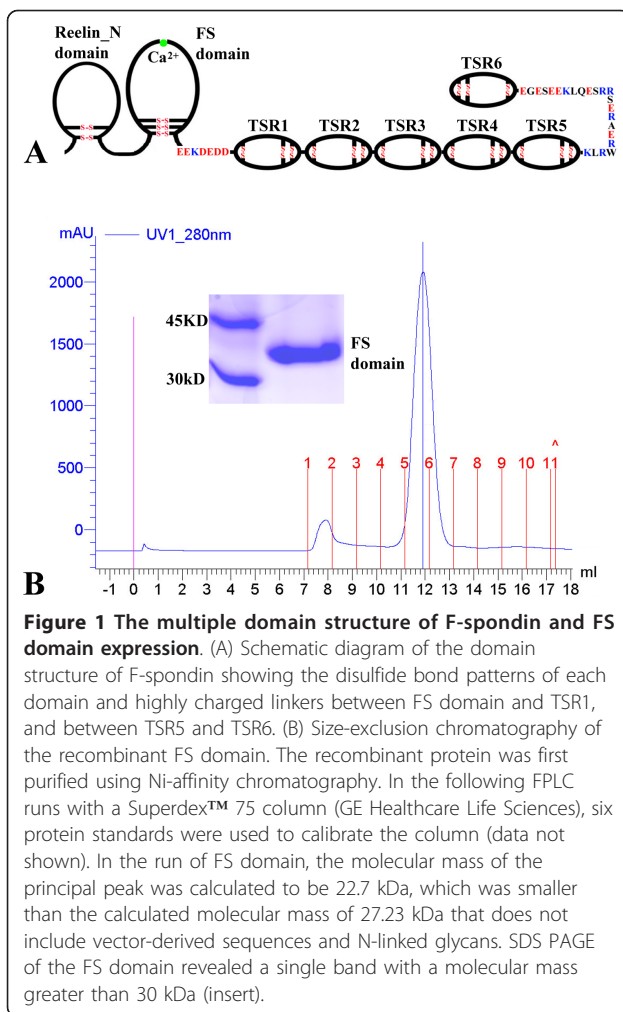 Reelin_N
domain
FS
domain
Ca2+
S-S
S-S
S-S
S-S
S-S
S-S
A
EEKDEDD
TSR1
TSR2
TSR3
TSR4
TSR5
KLRW
REARES
RRSEQLKEESEGE
TSR6
mAU
UV1_280nm
2000
1500
1000
500
0
45KD
30kD
FS
domain
1 2 3 4 5 6 7 8 9 10 11
^
-1 0 1 2 3 4 5 6 7 8 9 10 11 12 13 14 15 16 17 18 ml
B
Figure 1 The multiple domain structure of F-spondin and FS
domain expression. (A) Schematic diagram of the domain
structure of F-spondin showing the disulfide bond patterns of each
domain and highly charged linkers between FS domain and TSR1,
and between TSR5 and TSR6. (B) Size-exclusion chromatography of
the recombinant FS domain. The recombinant protein was first
purified using Ni-affinity chromatography. In the following FPLC
runs with a Superdex™ 75 column (GE Healthcare Life Sciences), six
protein standards were used to calibrate the column (data not
shown). In the run of FS domain, the molecular mass of the
principal peak was calculated to be 22.7 kDa, which was smaller
than the calculated molecular mass of 27.23 kDa that does not
include vector-derived sequences and N-linked glycans. SDS PAGE
of the FS domain revealed a single band with a molecular mass
greater than 30 kDa (insert).